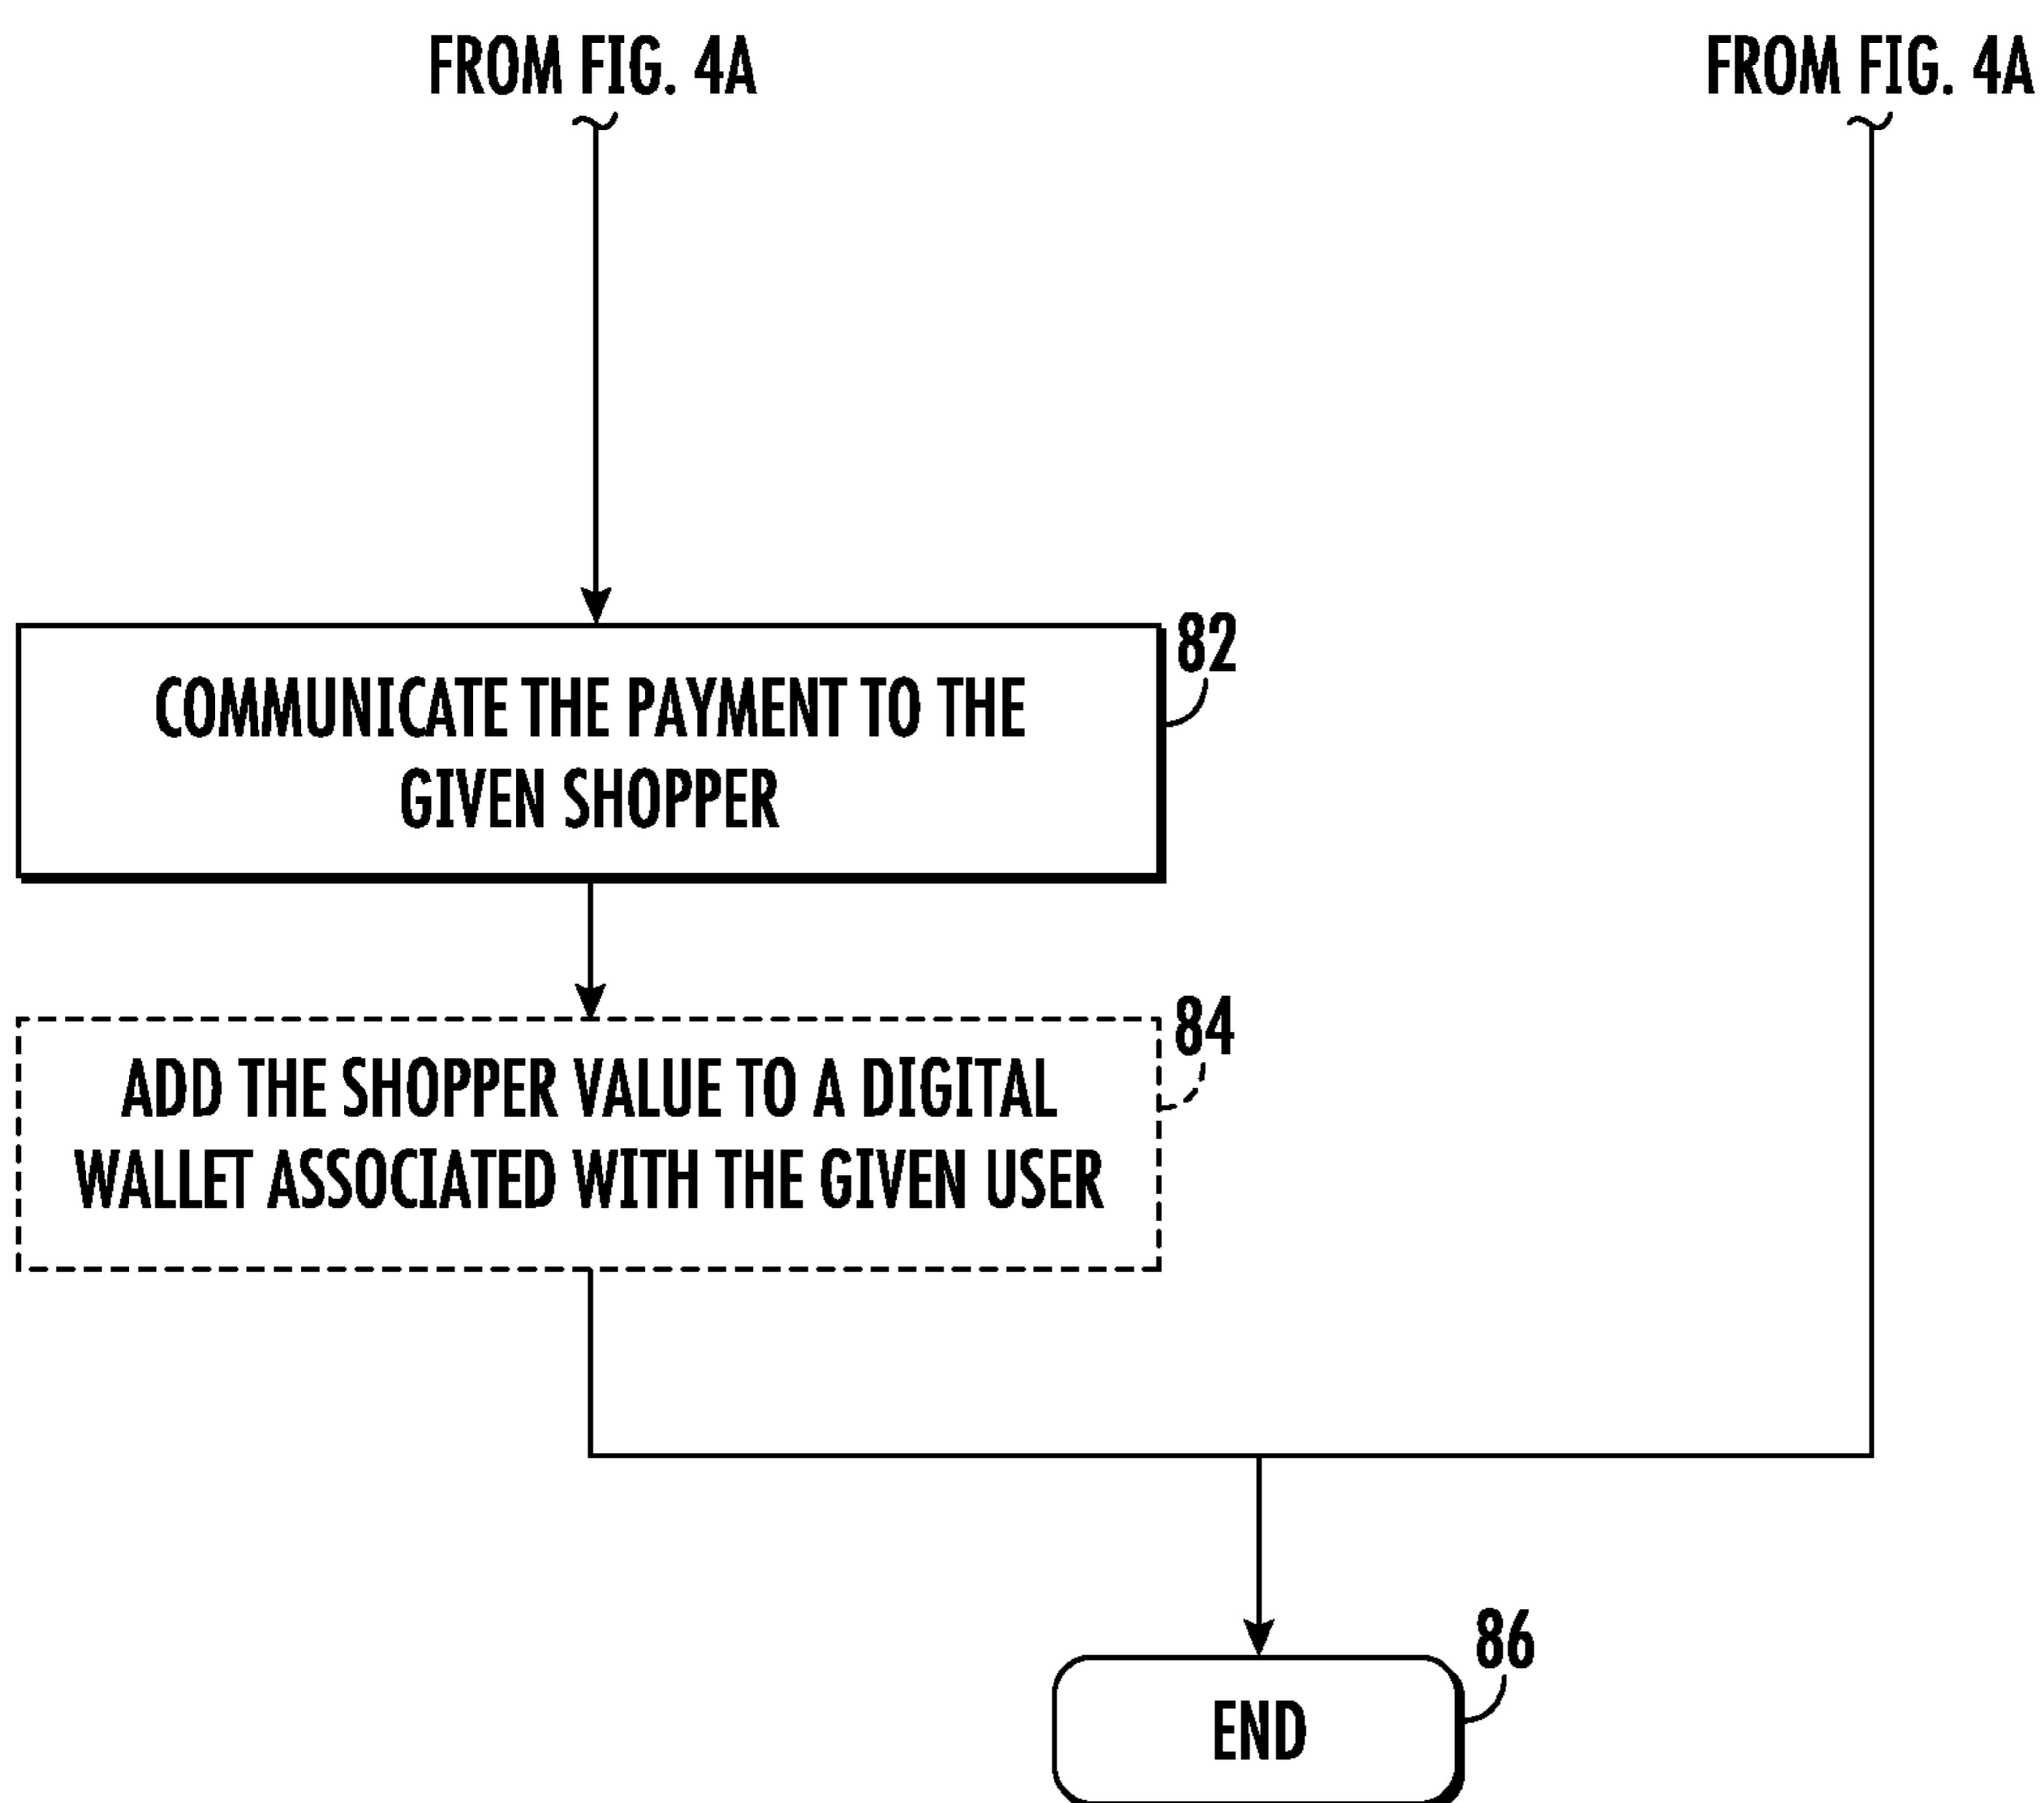 FROM FIG. 4A
FROM FIG. 4A
82
COMMUNICATE THE PAYMENT TO THE
GIVEN SHOPPER
84
ADD THE SHOPPER VALUE TO A DIGITAL
WALLET ASSOCIATED WITH THE GIVEN USER
86
END